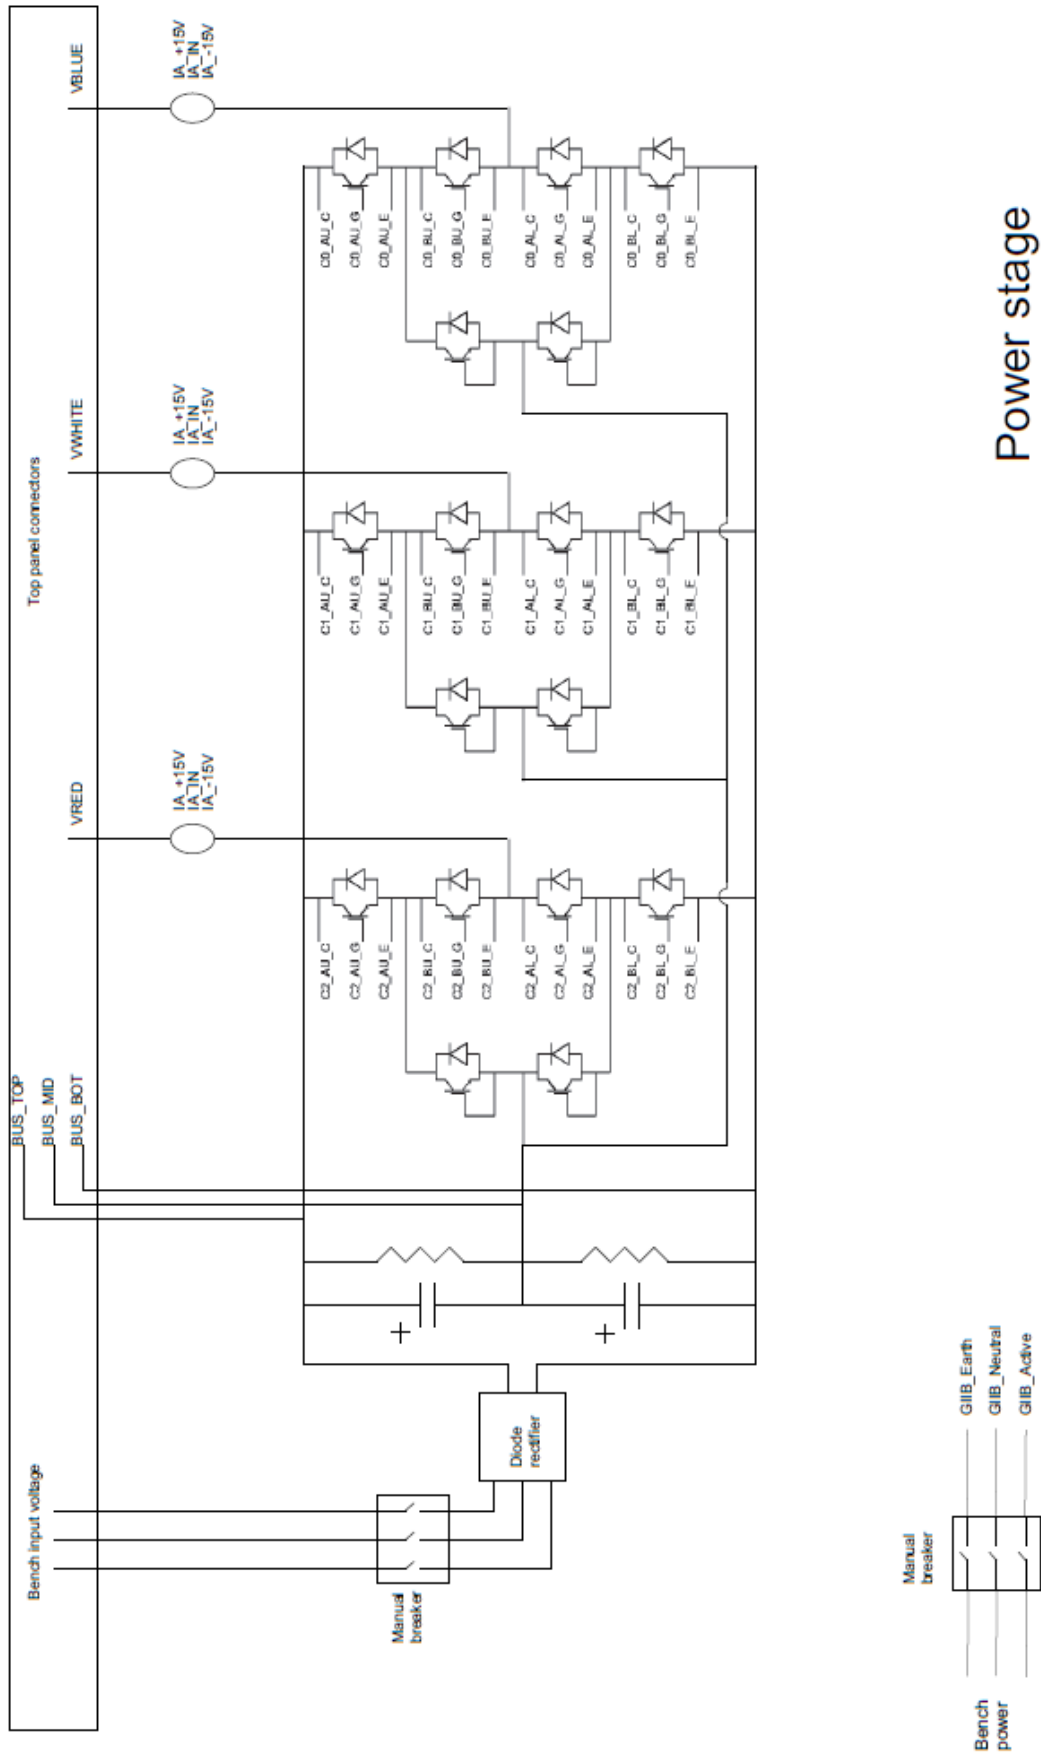 Top panel connectors
Bench input voltage
BUS_TOP
BUS_MID
BUS_BOT
VRED
VWHITE
VBLUE
IA_+15V
IA_IN
IA_-15V
IA_+15V
IA_IN
IA_-15V
IA_+15V
IA_IN
IA_-15V
Manual
breaker
Diode
rectifier
+
+
C2_AU_C
C2_AU_G
C2_AU_E
C2_BU_C
C2_BU_G
C2_BU_E
C2_AL_C
C2_AL_G
C2_AL_E
C2_BL_C
C2_BL_G
C2_BL_E
C1_AU_C
C1_AU_G
C1_AU_E
C1_BU_C
C1_BU_G
C1_BU_E
C1_AL_C
C1_AL_G
C1_AL_E
C1_BL_C
C1_BL_G
C1_BL_E
C0_AU_C
C0_AU_G
C0_AU_E
C0_BU_C
C0_BU_G
C0_BU_E
C0_AL_C
C0_AL_G
C0_AL_E
C0_BL_C
C0_BL_G
C0_BL_E
Manual
breaker
Bench
power
GIIB_Earth
GIIB_Neutral
GIIB_Active
Power stage